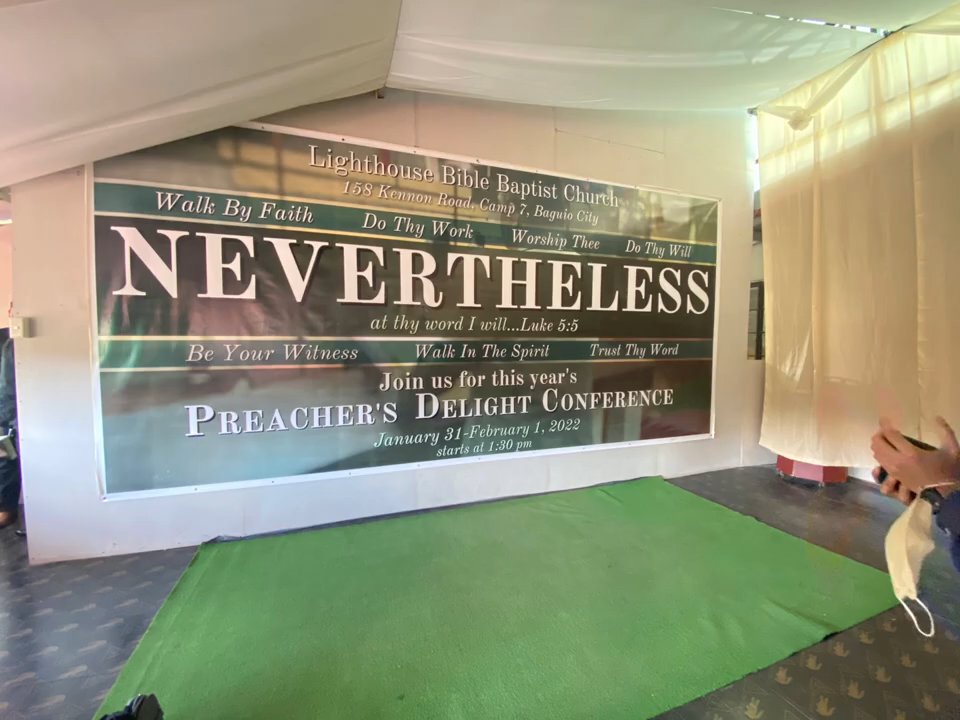 Lighthouse Bible Baptist Church
158 Kennon Road, Camp 7, Baguio City
Walk By Faith Do Thy Work Worship Thee Do Thy Will
NEVERTHELESS
at thy word I will...Luke 5:5
Be Your Witness Walk In The Spirit Trust Thy Word
Join us for this year's
PREACHER'S DELIGHT CONFERENCE
January 31-February 1, 2022
starts at 1:30 pm